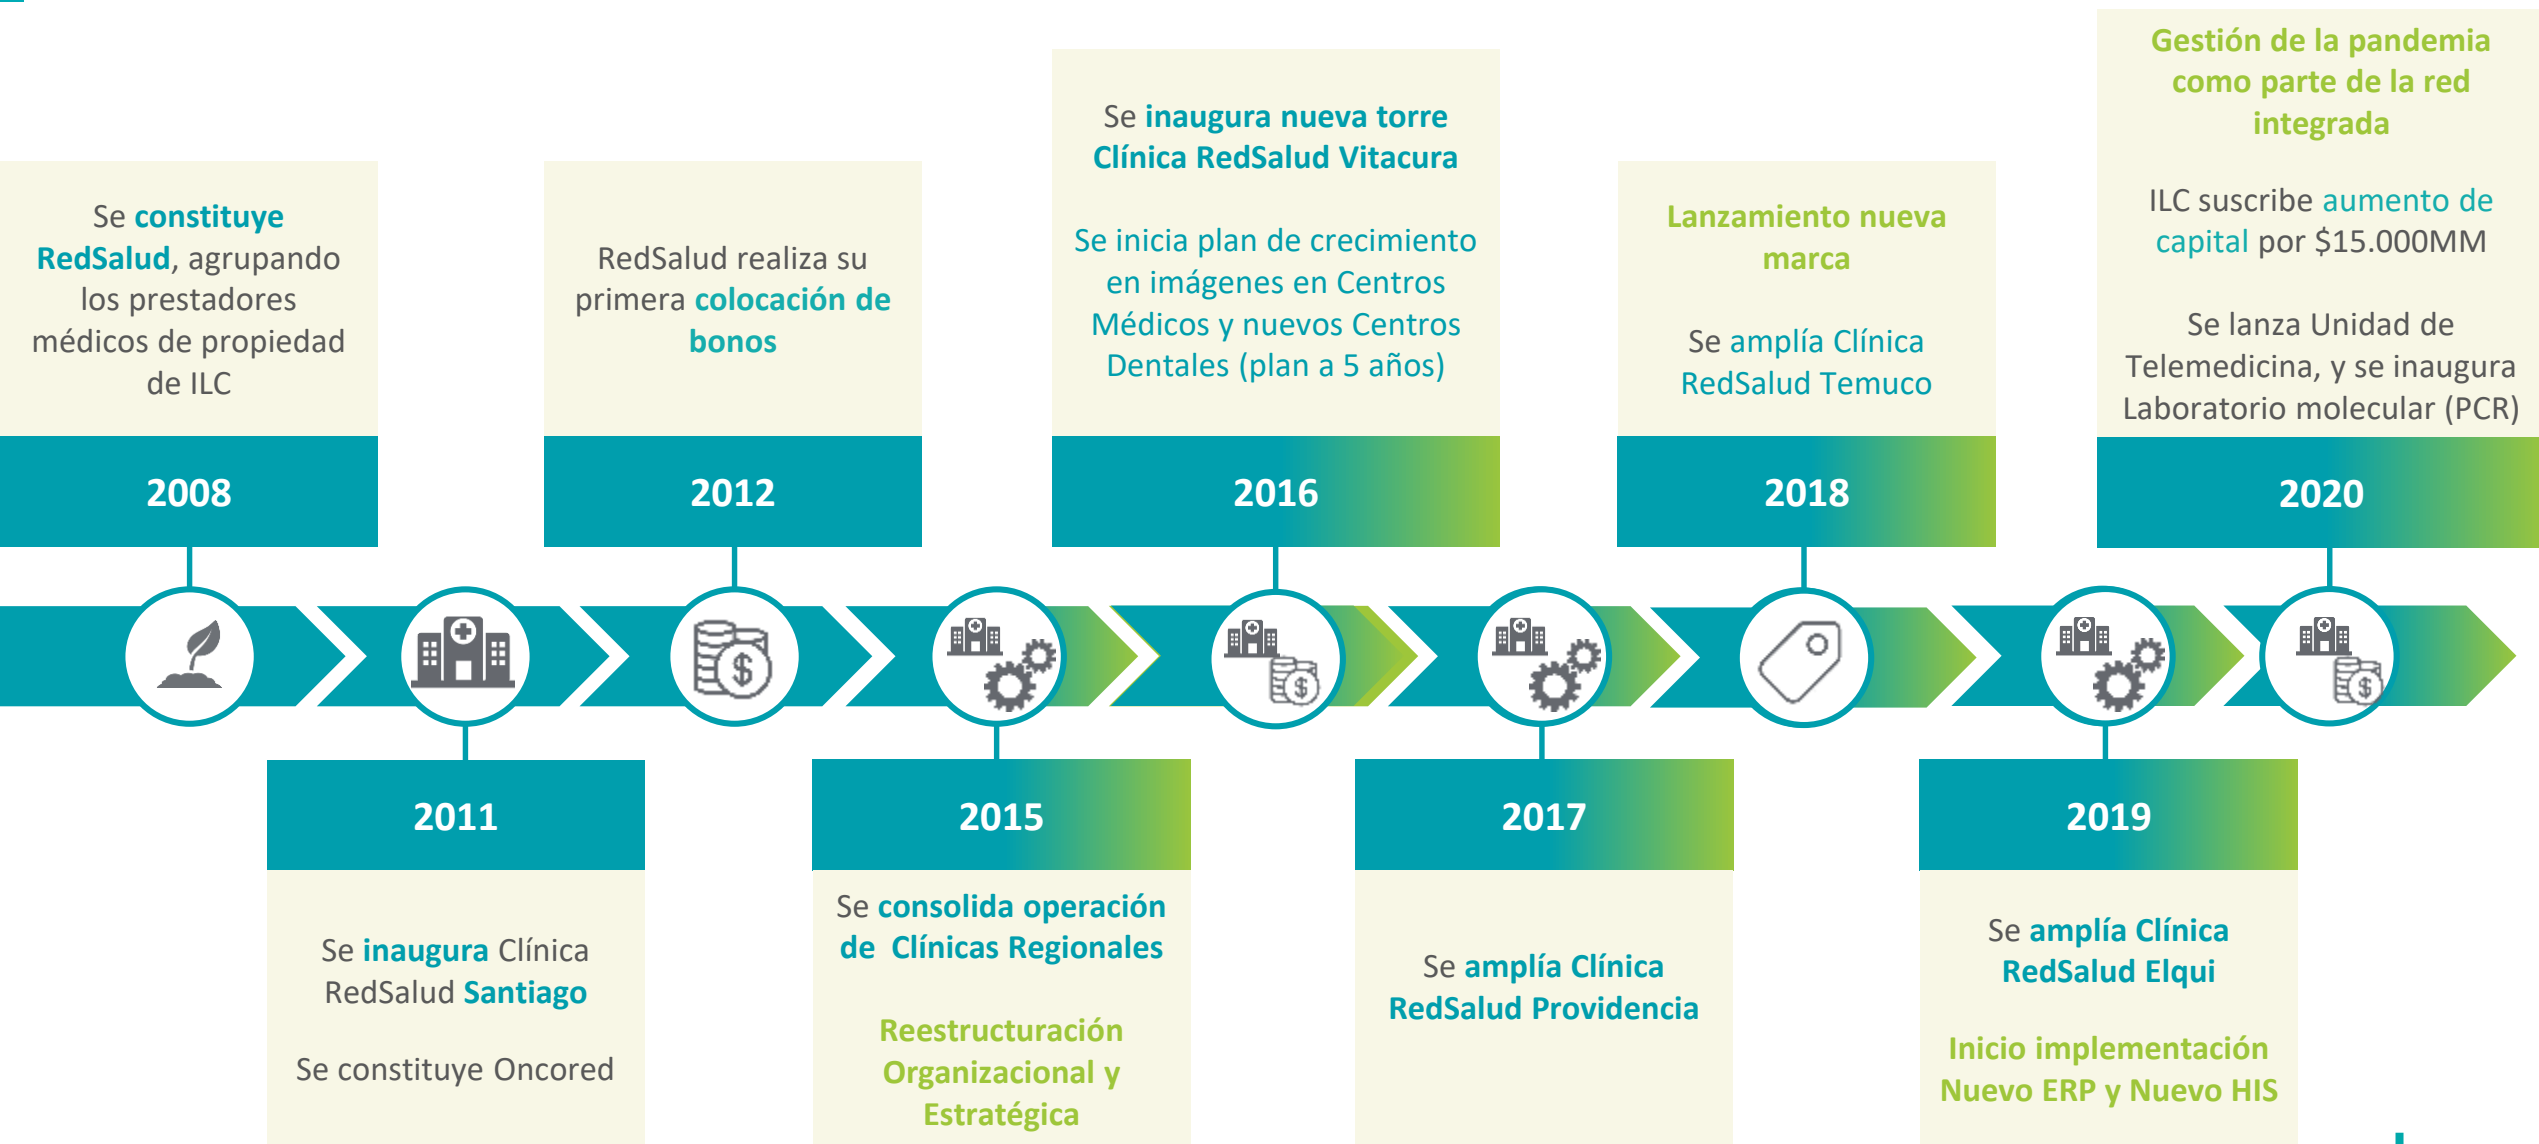 Se constituye
RedSalud, agrupando
los prestadores
médicos de propiedad
de ILC
2008
Se inaugura Clínica
RedSalud Santiago
Se constituye Oncored
2011
RedSalud realiza su
primera colocación de
bonos
2012
2015
Se consolida operación
de Clínicas Regionales
Reestructuración
Organizacional y
Estratégica
Se inaugura nueva torre
Clínica RedSalud Vitacura
Se inicia plan de crecimiento
en imágenes en Centros
Médicos y nuevos Centros
Dentales (plan a 5 años)
2016
2017
Se amplía Clínica
RedSalud Providencia
Lanzamiento nueva
marca
Se amplía Clínica
RedSalud Temuco
2018
2019
Se amplía Clínica
RedSalud Elqui
Inicio implementación
Nuevo ERP y Nuevo HIS
Gestión de la pandemia
como parte de la red
integrada
ILC suscribe aumento de
capital por $15.000MM
Se lanza Unidad de
Telemedicina, y se inaugura
Laboratorio molecular (PCR)
2020